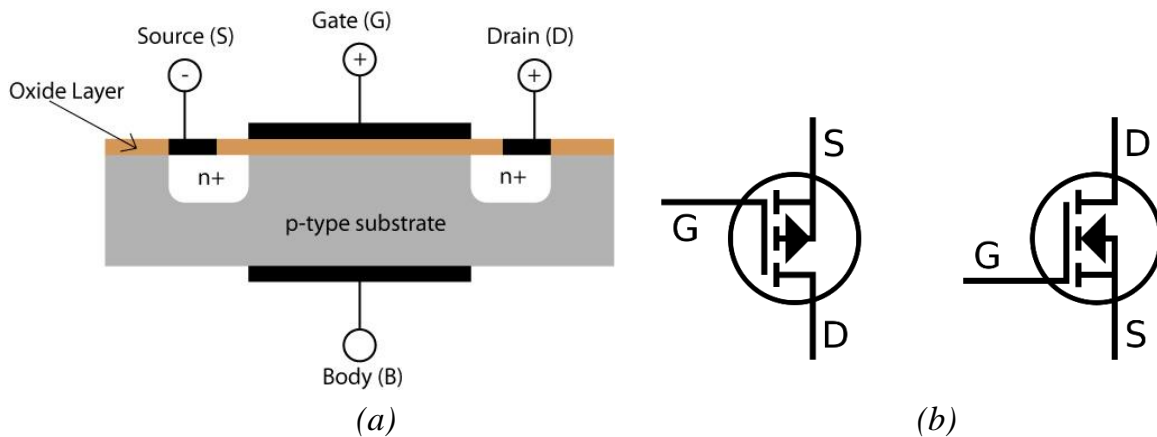 Gate (G)
Source (S)
Drain (D)
-
+
+
Oxide Layer
n+
n+
p-type substrate
Body (B)
(a)
S
G
D
D
G
S
(b)